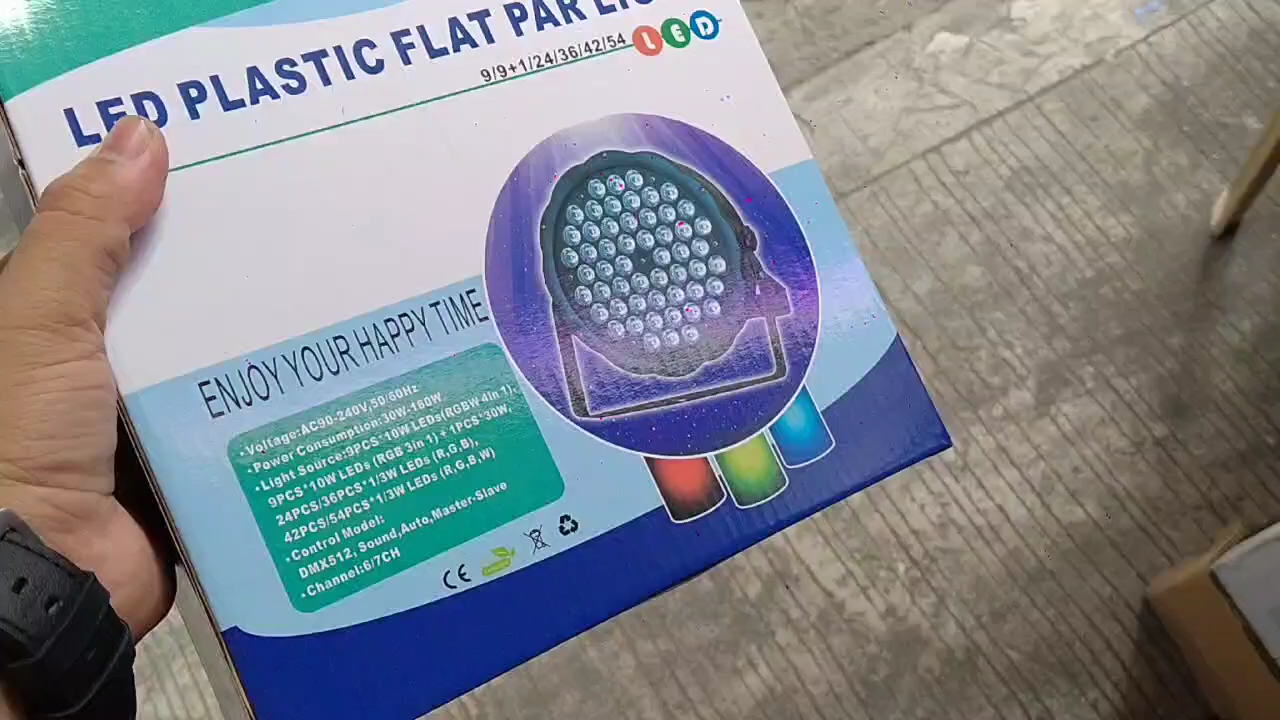 LED PLASTIC FLAT PAR
9/9+1/24/36/42/54 LED
ENJOY YOUR HAPPY TIME
•Voltage:AC90-240V,50/60Hz
•Power Consumption:30W-160W
•Light Source:9PCS*10W LEDs(RGBW 4in1),
9PCS*10W LEDs (RGB 3in 1) + 1PCS*30W,
24PCS/36PCS*1/3W LEDs (R,G,B),
42PCS/54PCS*1/3W LEDs (R,G,B,W)
•Control Model:
DMX512, Sound,Auto,Master-Slave
•Channel:6/7CH
CE